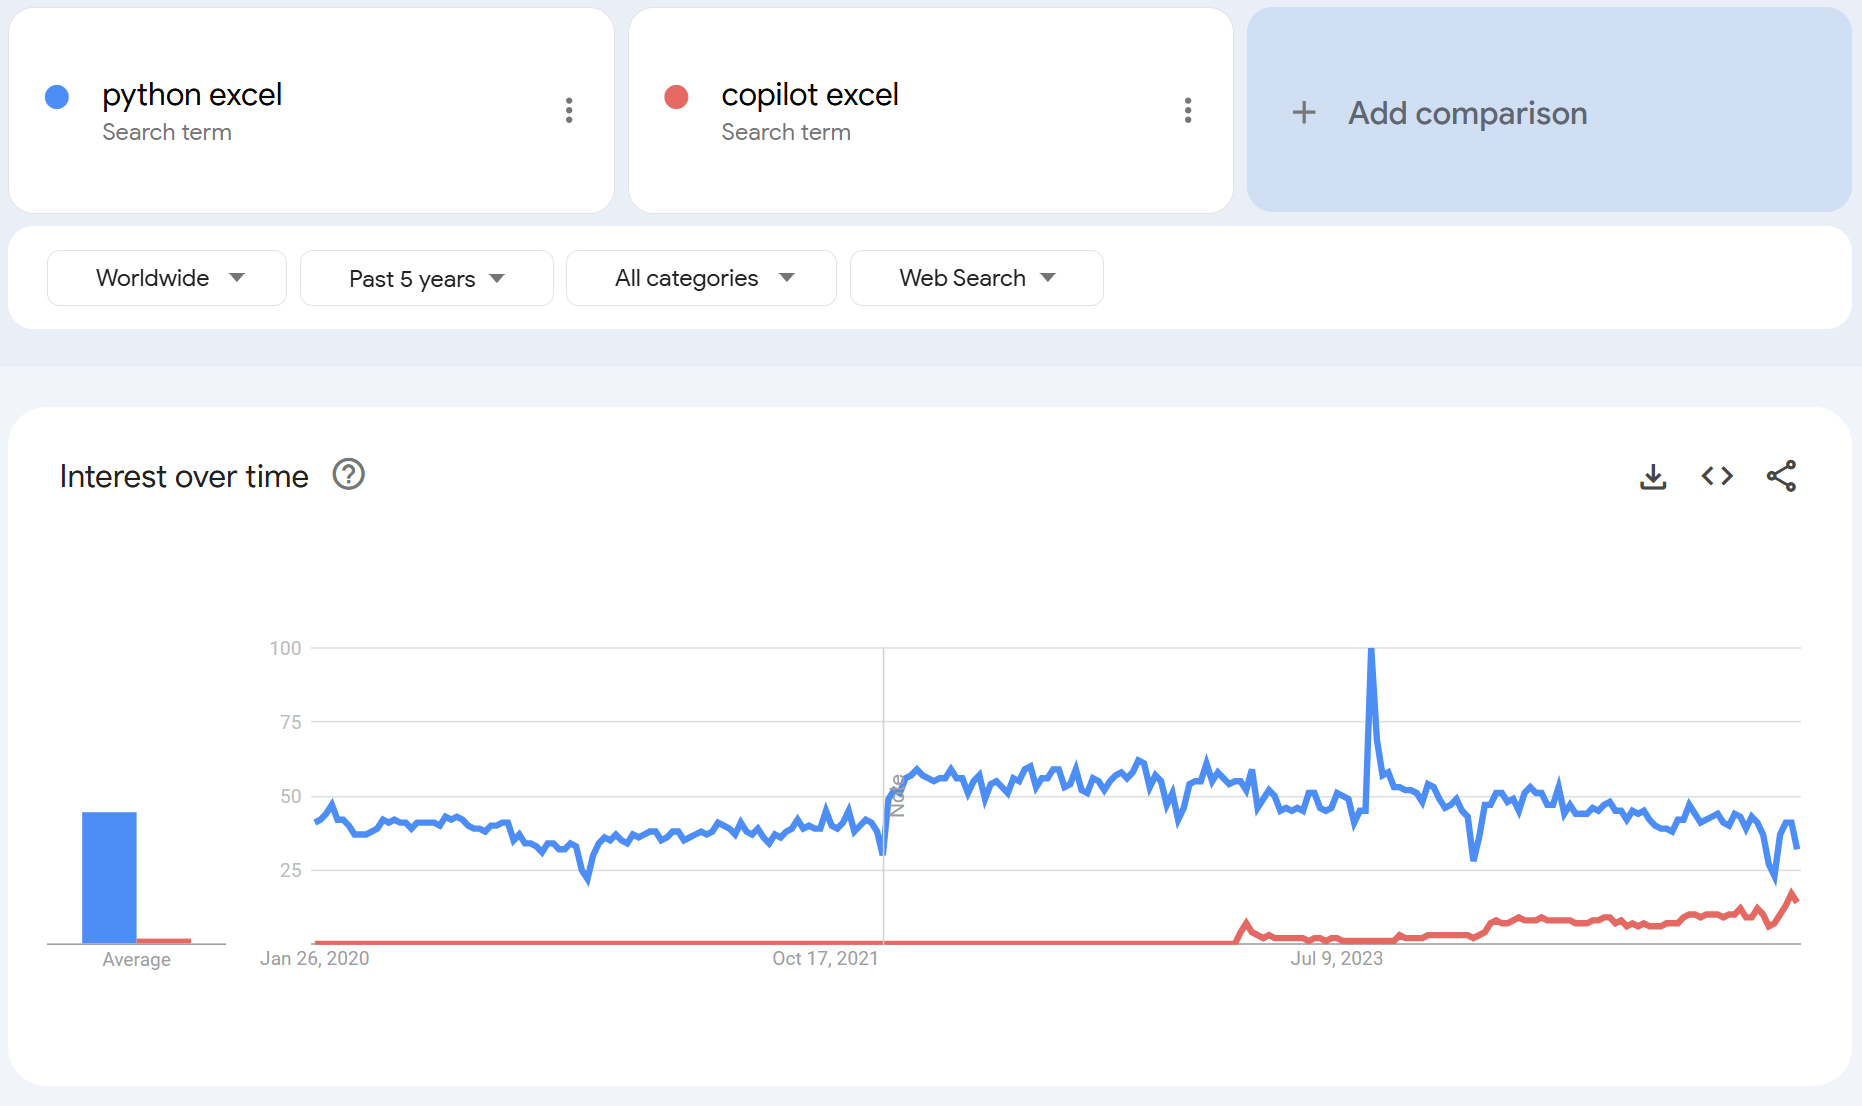 python excel
Search term
copilot excel
Search term
+ Add comparison
Worldwide
Past 5 years
All categories
Web Search
Interest over time ?
100
75
50
25
Note
Average
Jan 26, 2020
Oct 17, 2021
Jul 9, 2023